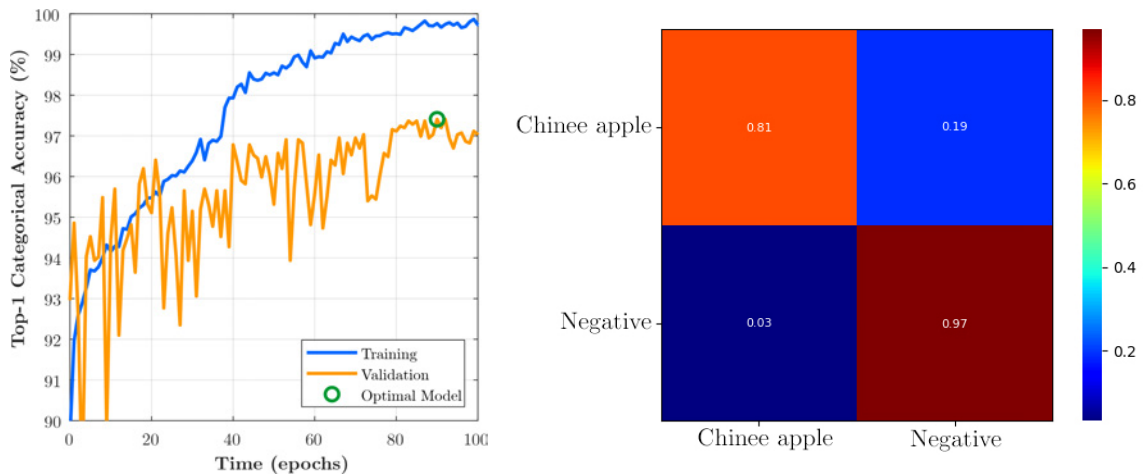 Top-1 Categorical Accuracy (%)
100
99
98
97
96
95
94
93
92
91
90
0 20 40 60 80 100
Time (epochs)
Training
Validation
Optimal Model
Chinee apple
Negative
0.81 0.19
0.03 0.97
Chinee apple Negative
0.8
0.6
0.4
0.2